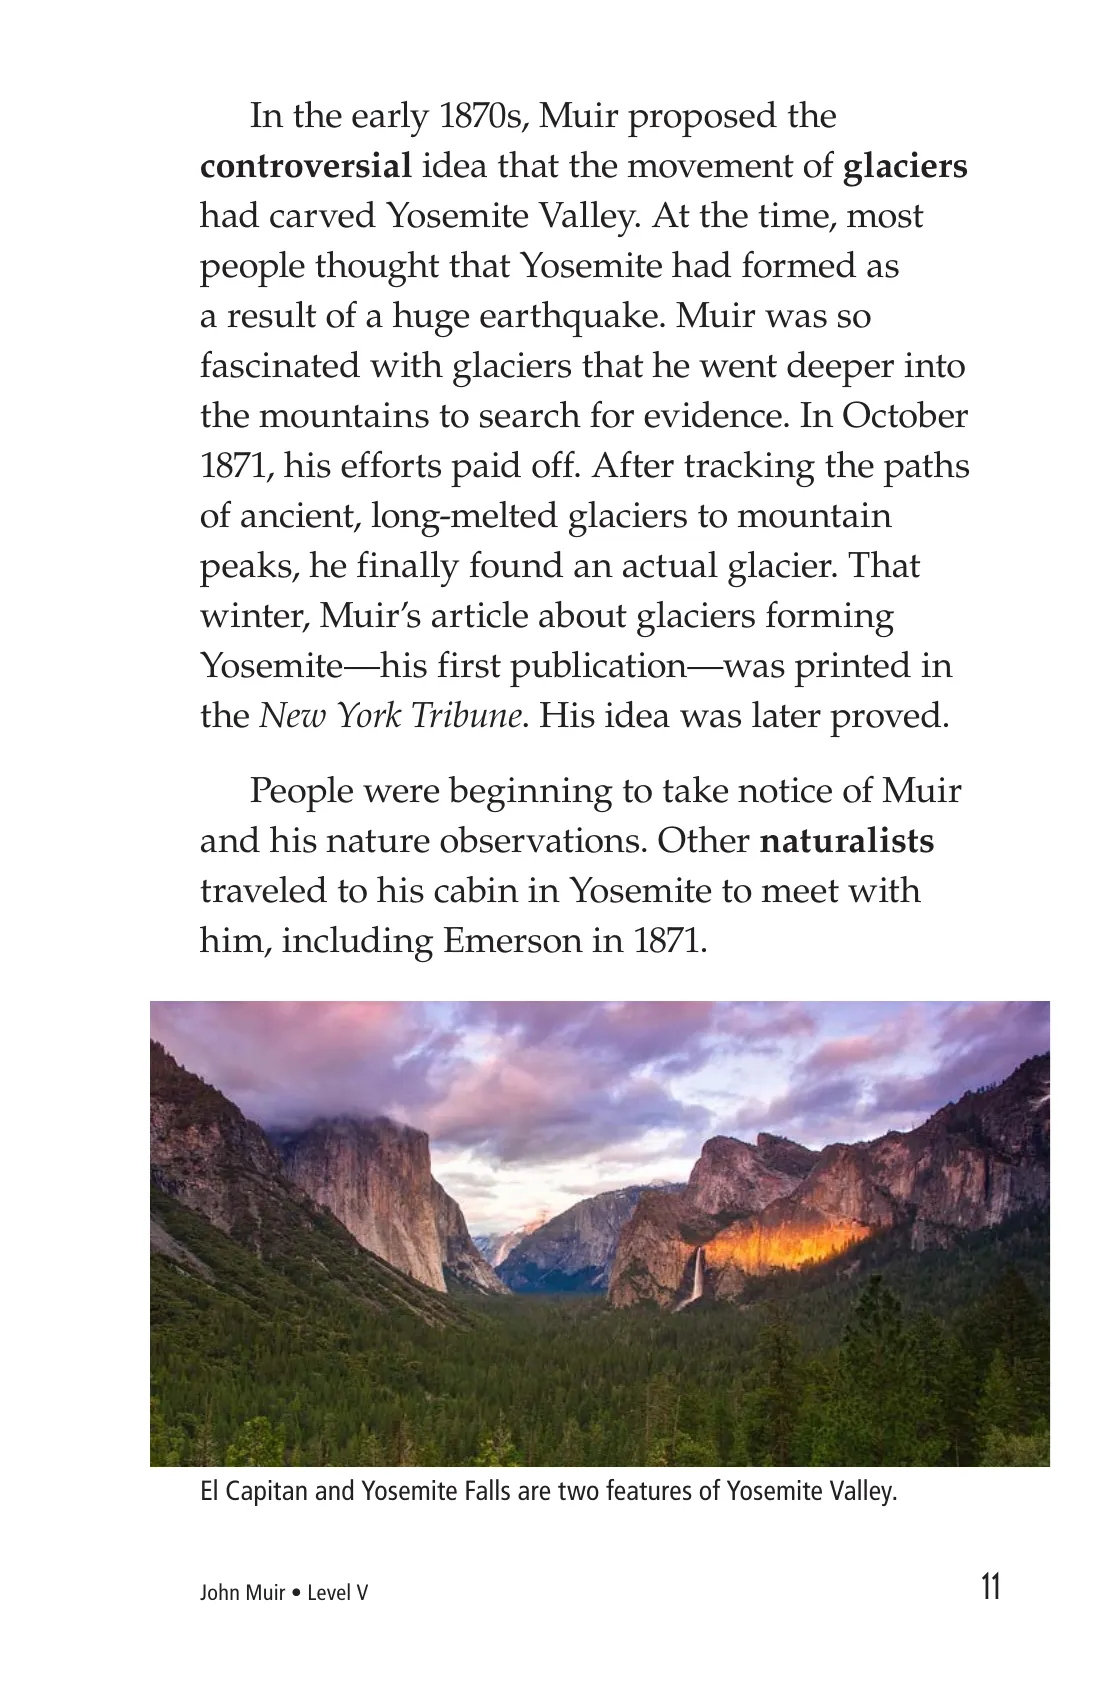 In the early 1870s, Muir proposed the
controversial idea that the movement of glaciers
had carved Yosemite Valley. At the time, most
people thought that Yosemite had formed as
a result of a huge earthquake. Muir was so
fascinated with glaciers that he went deeper into
the mountains to search for evidence. In October
1871, his efforts paid off. After tracking the paths
of ancient, long-melted glaciers to mountain
peaks, he finally found an actual glacier. That
winter, Muir’s article about glaciers forming
Yosemite—his first publication—was printed in
the New York Tribune. His idea was later proved.
People were beginning to take notice of Muir
and his nature observations. Other naturalists
traveled to his cabin in Yosemite to meet with
him, including Emerson in 1871.
El Capitan and Yosemite Falls are two features of Yosemite Valley.
John Muir • Level V
11